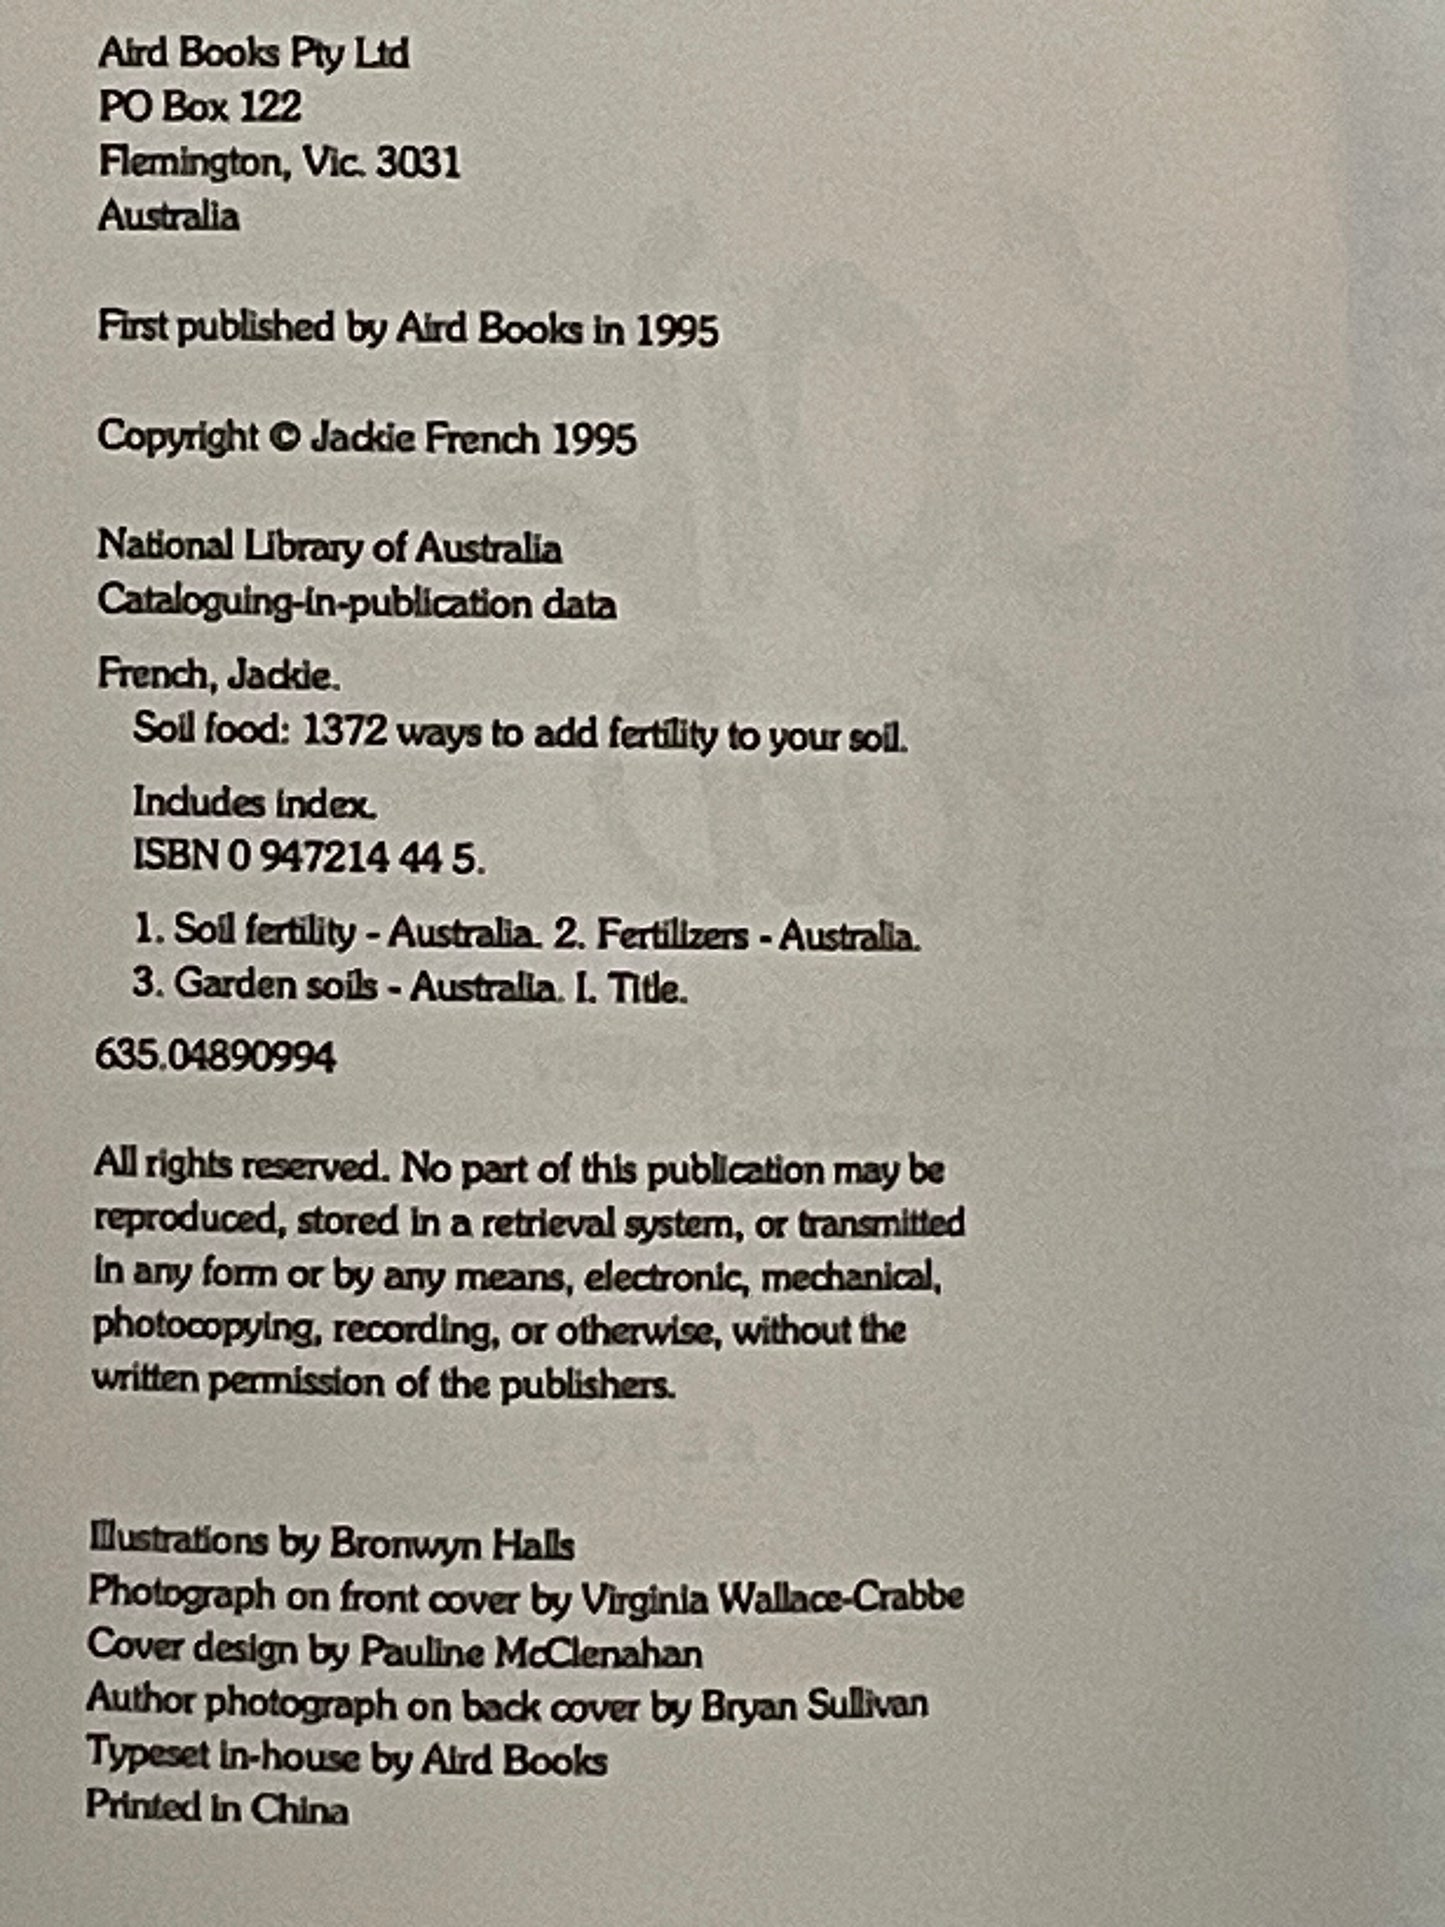 Aird Books Pty Ltd
PO Box 122
Flemington, Vic. 3031
Australia
First published by Aird Books in 1995
Copyright © Jackie French 1995
National Library of Australia
Cataloguing-in-publication data
French, Jackie.
Soil food: 1372 ways to add fertility to your soil.
Includes index.
ISBN 0 947214 44 5.
1. Soil fertility - Australia. 2. Fertilizers - Australia.
3. Garden soils - Australia. I. Title.
635.04890994
All rights reserved. No part of this publication may be
reproduced, stored in a retrieval system, or transmitted
in any form or by any means, electronic, mechanical,
photocopying, recording, or otherwise, without the
written permission of the publishers.
Illustrations by Bronwyn Halls
Photograph on front cover by Virginia Wallace-Crabbe
Cover design by Pauline McClenahan
Author photograph on back cover by Bryan Sullivan
Typeset in-house by Aird Books
Printed in China